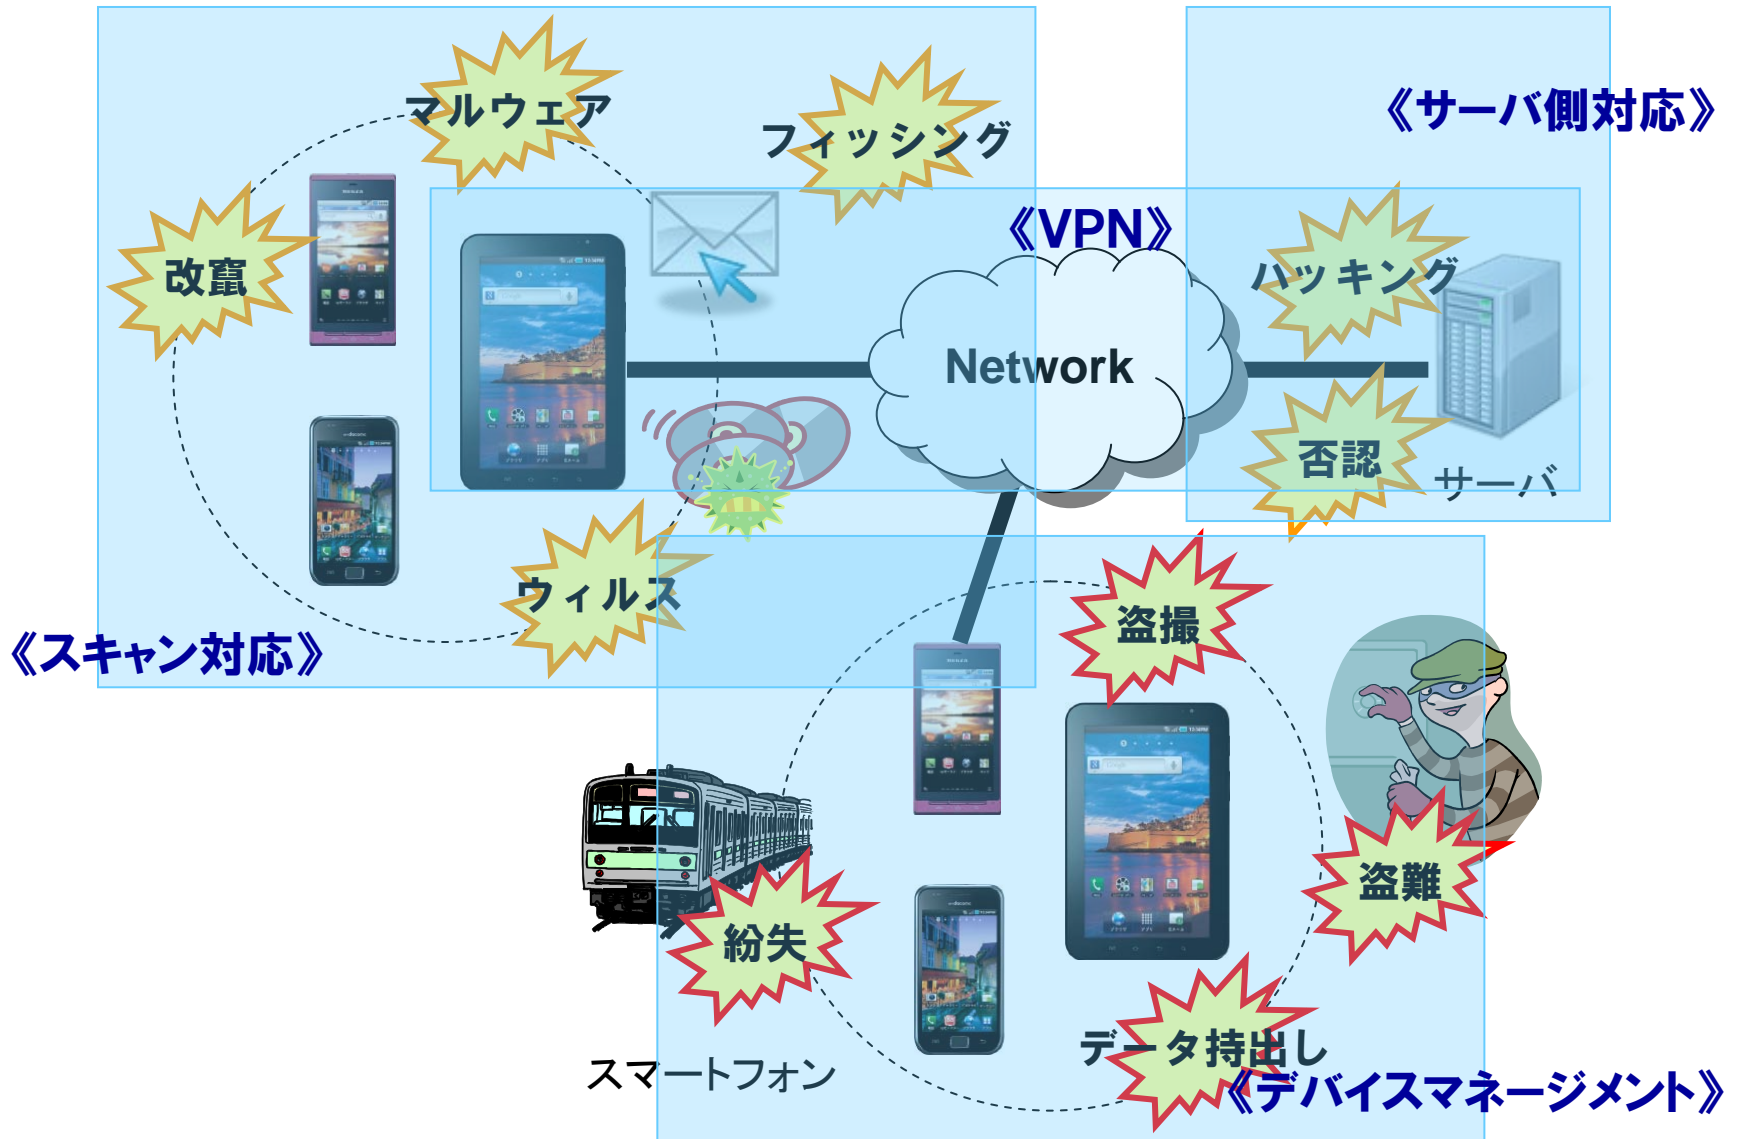 マルウェア
フィッシング
《サーバ側対応》
改竄
《VPN》
ハッキング
Network
否認
サーバ
ウィルス
《スキャン対応》
盗撮
盗難
紛失
データ持出し
スマートフォン
《デバイスマネージメント》